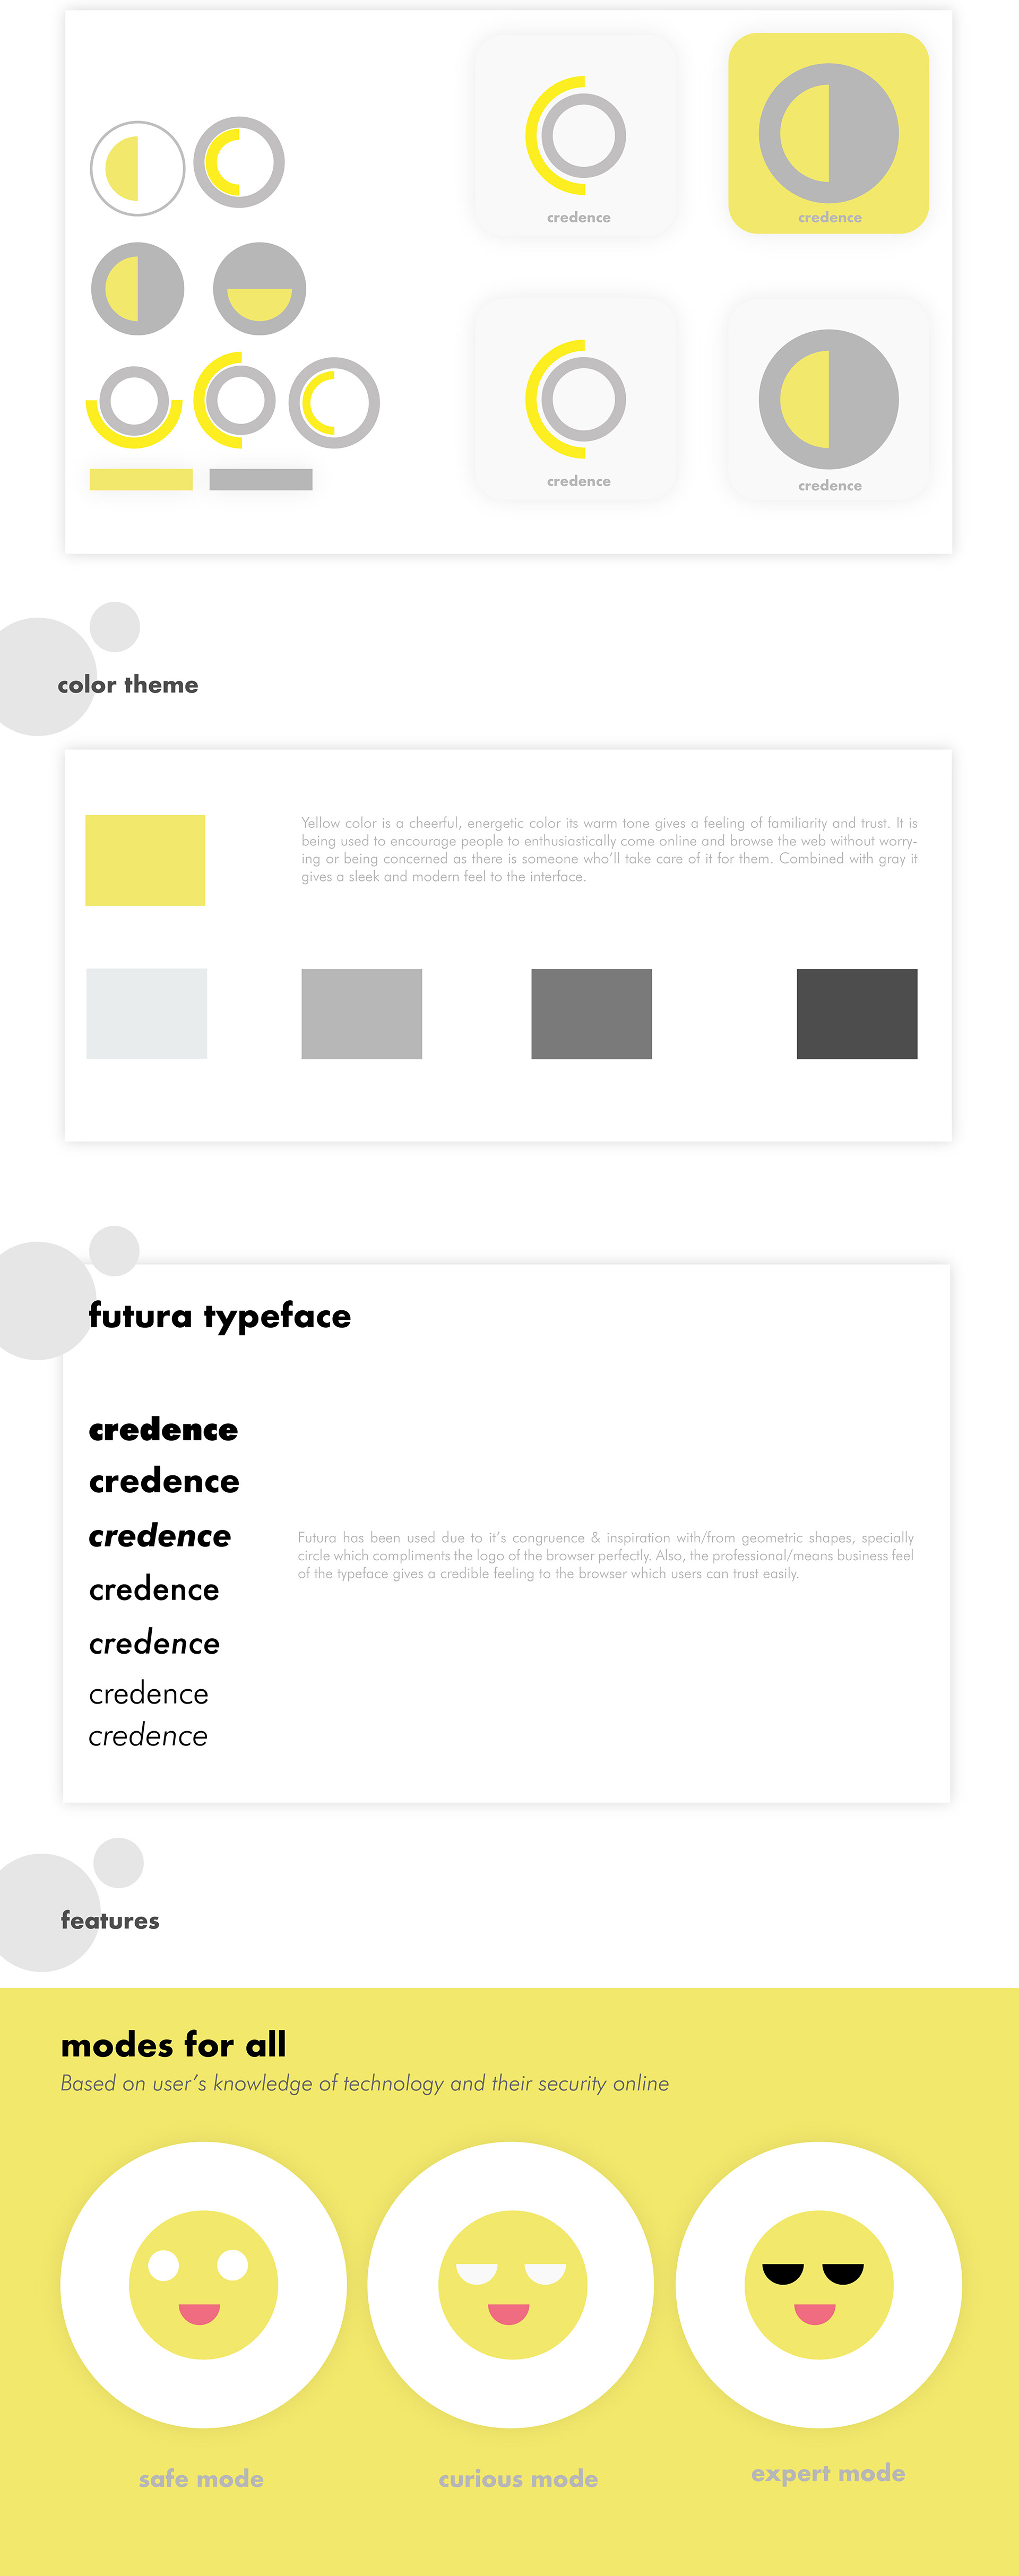 credence
credence
credence
credence
color theme
Yellow color is a cheerful, energetic color its warm tone gives a feeling of familiarity and trust. It is
being used to encourage people to enthusiastically come online and browse the web without worry-
ing or being concerned as there is someone who'll take care of it for them. Combined with gray it
gives a sleek and modern feel to the interface.
futura typeface
credence
credence
credence
credence
credence
credence
credence
Futura has been used due to it's congruence & inspiration with/from geometric shapes, specially
circle which compliments the logo of the browser perfectly. Also, the professional/means business feel
of the typeface gives a credible feeling to the browser which users can trust easily.
features
modes for all
Based on user's knowledge of technology and their security online
safe mode
curious mode
expert mode